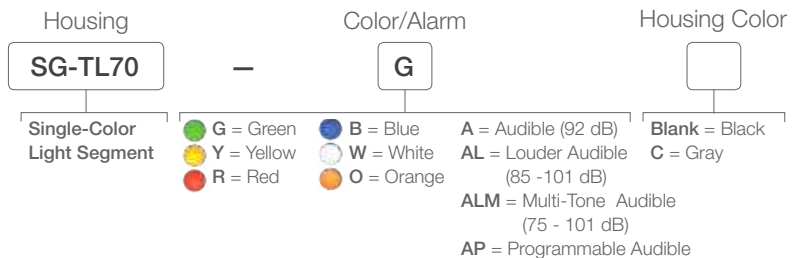 Housing Color/Alarm Housing Color
SG-TL70 – G
Single-Color G = Green B = Blue A = Audible (92 dB) Blank = Black
Light Segment Y = Yellow W = White AL = Louder Audible C = Gray
R = Red O = Orange (85 -101 dB)
ALM = Multi-Tone Audible
(75 - 101 dB)
AP = Programmable Audible